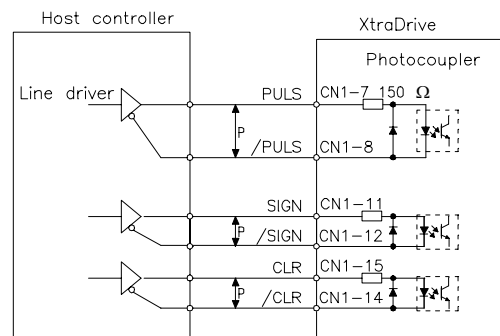 Host controller
XtraDrive
Photocoupler
Line driver
PULS
CN1-7 150 Ω
P
/PULS
CN1-8
SIGN
CN1-11
P
/SIGN
CN1-12
CLR
CN1-15
P
/CLR
CN1-14